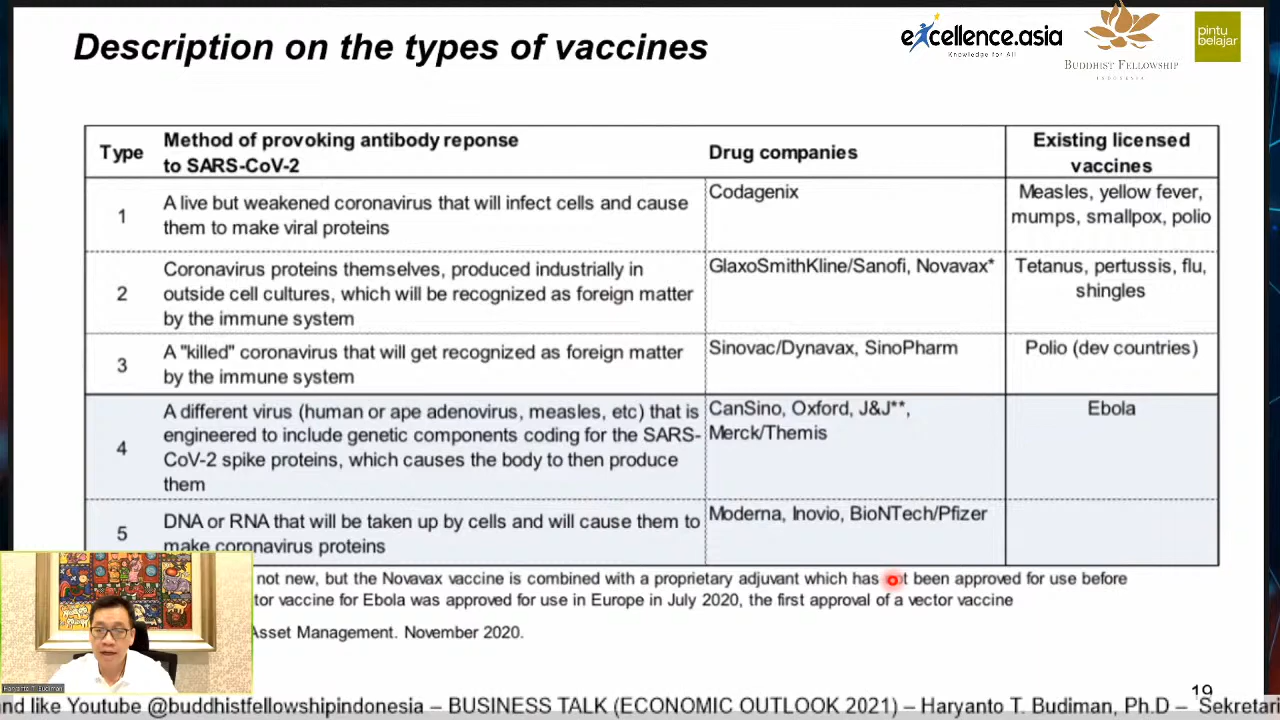 Description on the types of vaccines
excellence.asia
Knowledge for All
BUDDHIST FELLOWSHIP
INDONESIA
pintu
belajar
Type
Method of provoking antibody reponse
to SARS-CoV-2
Drug companies
Existing licensed
vaccines
1
A live but weakened coronavirus that will infect cells and cause
them to make viral proteins
Codagenix
Measles, yellow fever,
mumps, smallpox, polio
2
Coronavirus proteins themselves, produced industrially in
outside cell cultures, which will be recognized as foreign matter
by the immune system
GlaxoSmithKline/Sanofi, Novavax*
Tetanus, pertussis, flu,
shingles
3
A "killed" coronavirus that will get recognized as foreign matter
by the immune system
Sinovac/Dynavax, SinoPharm
Polio (dev countries)
4
A different virus (human or ape adenovirus, measles, etc) that is
engineered to include genetic components coding for the SARS-
CoV-2 spike proteins, which causes the body to then produce
them
CanSino, Oxford, J&J**,
Merck/Themis
Ebola
5
DNA or RNA that will be taken up by cells and will cause them to
make coronavirus proteins
Moderna, Inovio, BioNTech/Pfizer
not new, but the Novavax vaccine is combined with a proprietary adjuvant which has not been approved for use before
tor vaccine for Ebola was approved for use in Europe in July 2020, the first approval of a vector vaccine
Asset Management. November 2020.
19
Haryanto T. Budiman
and like Youtube @buddhistfellowshipindonesia – BUSINESS TALK (ECONOMIC OUTLOOK 2021) – Haryanto T. Budiman, Ph.D – Sekretari